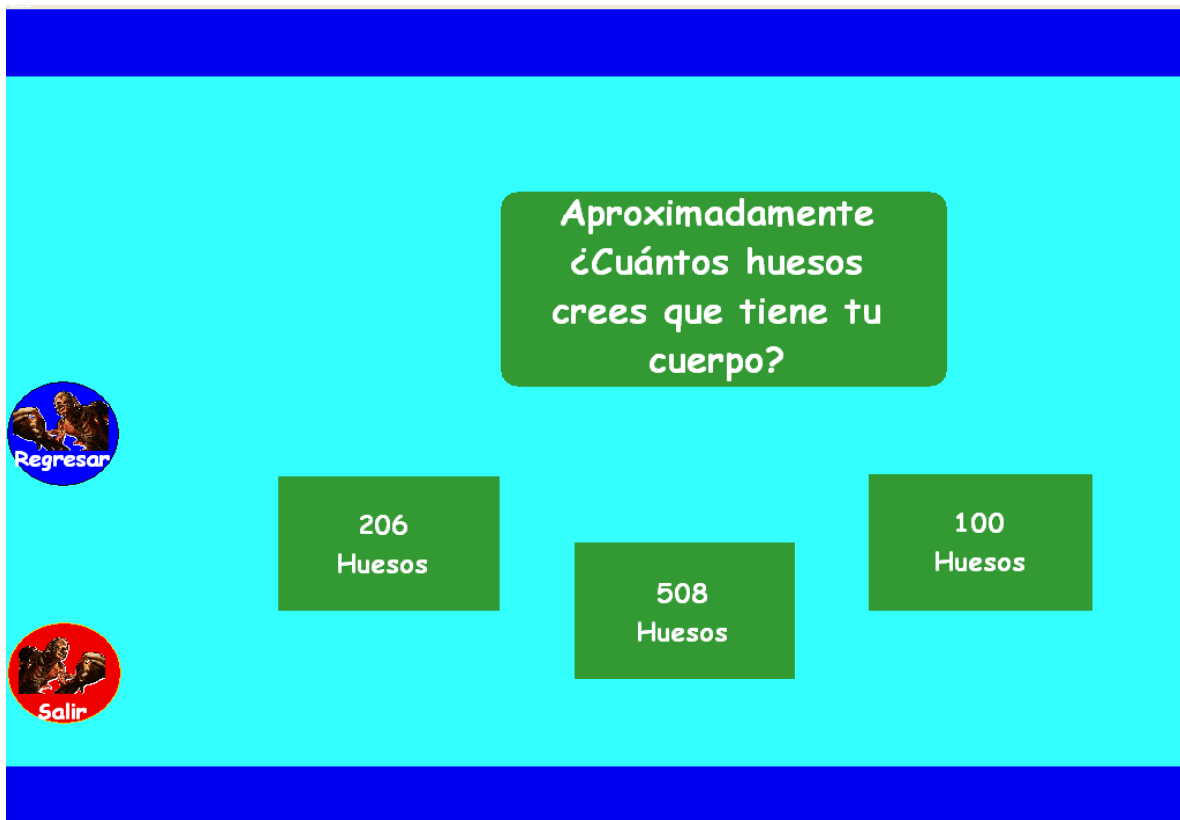 Aproximadamente
¿Cuántos huesos
crees que tiene tu
cuerpo?
Regresar
206
Huesos
508
Huesos
100
Huesos
Salir